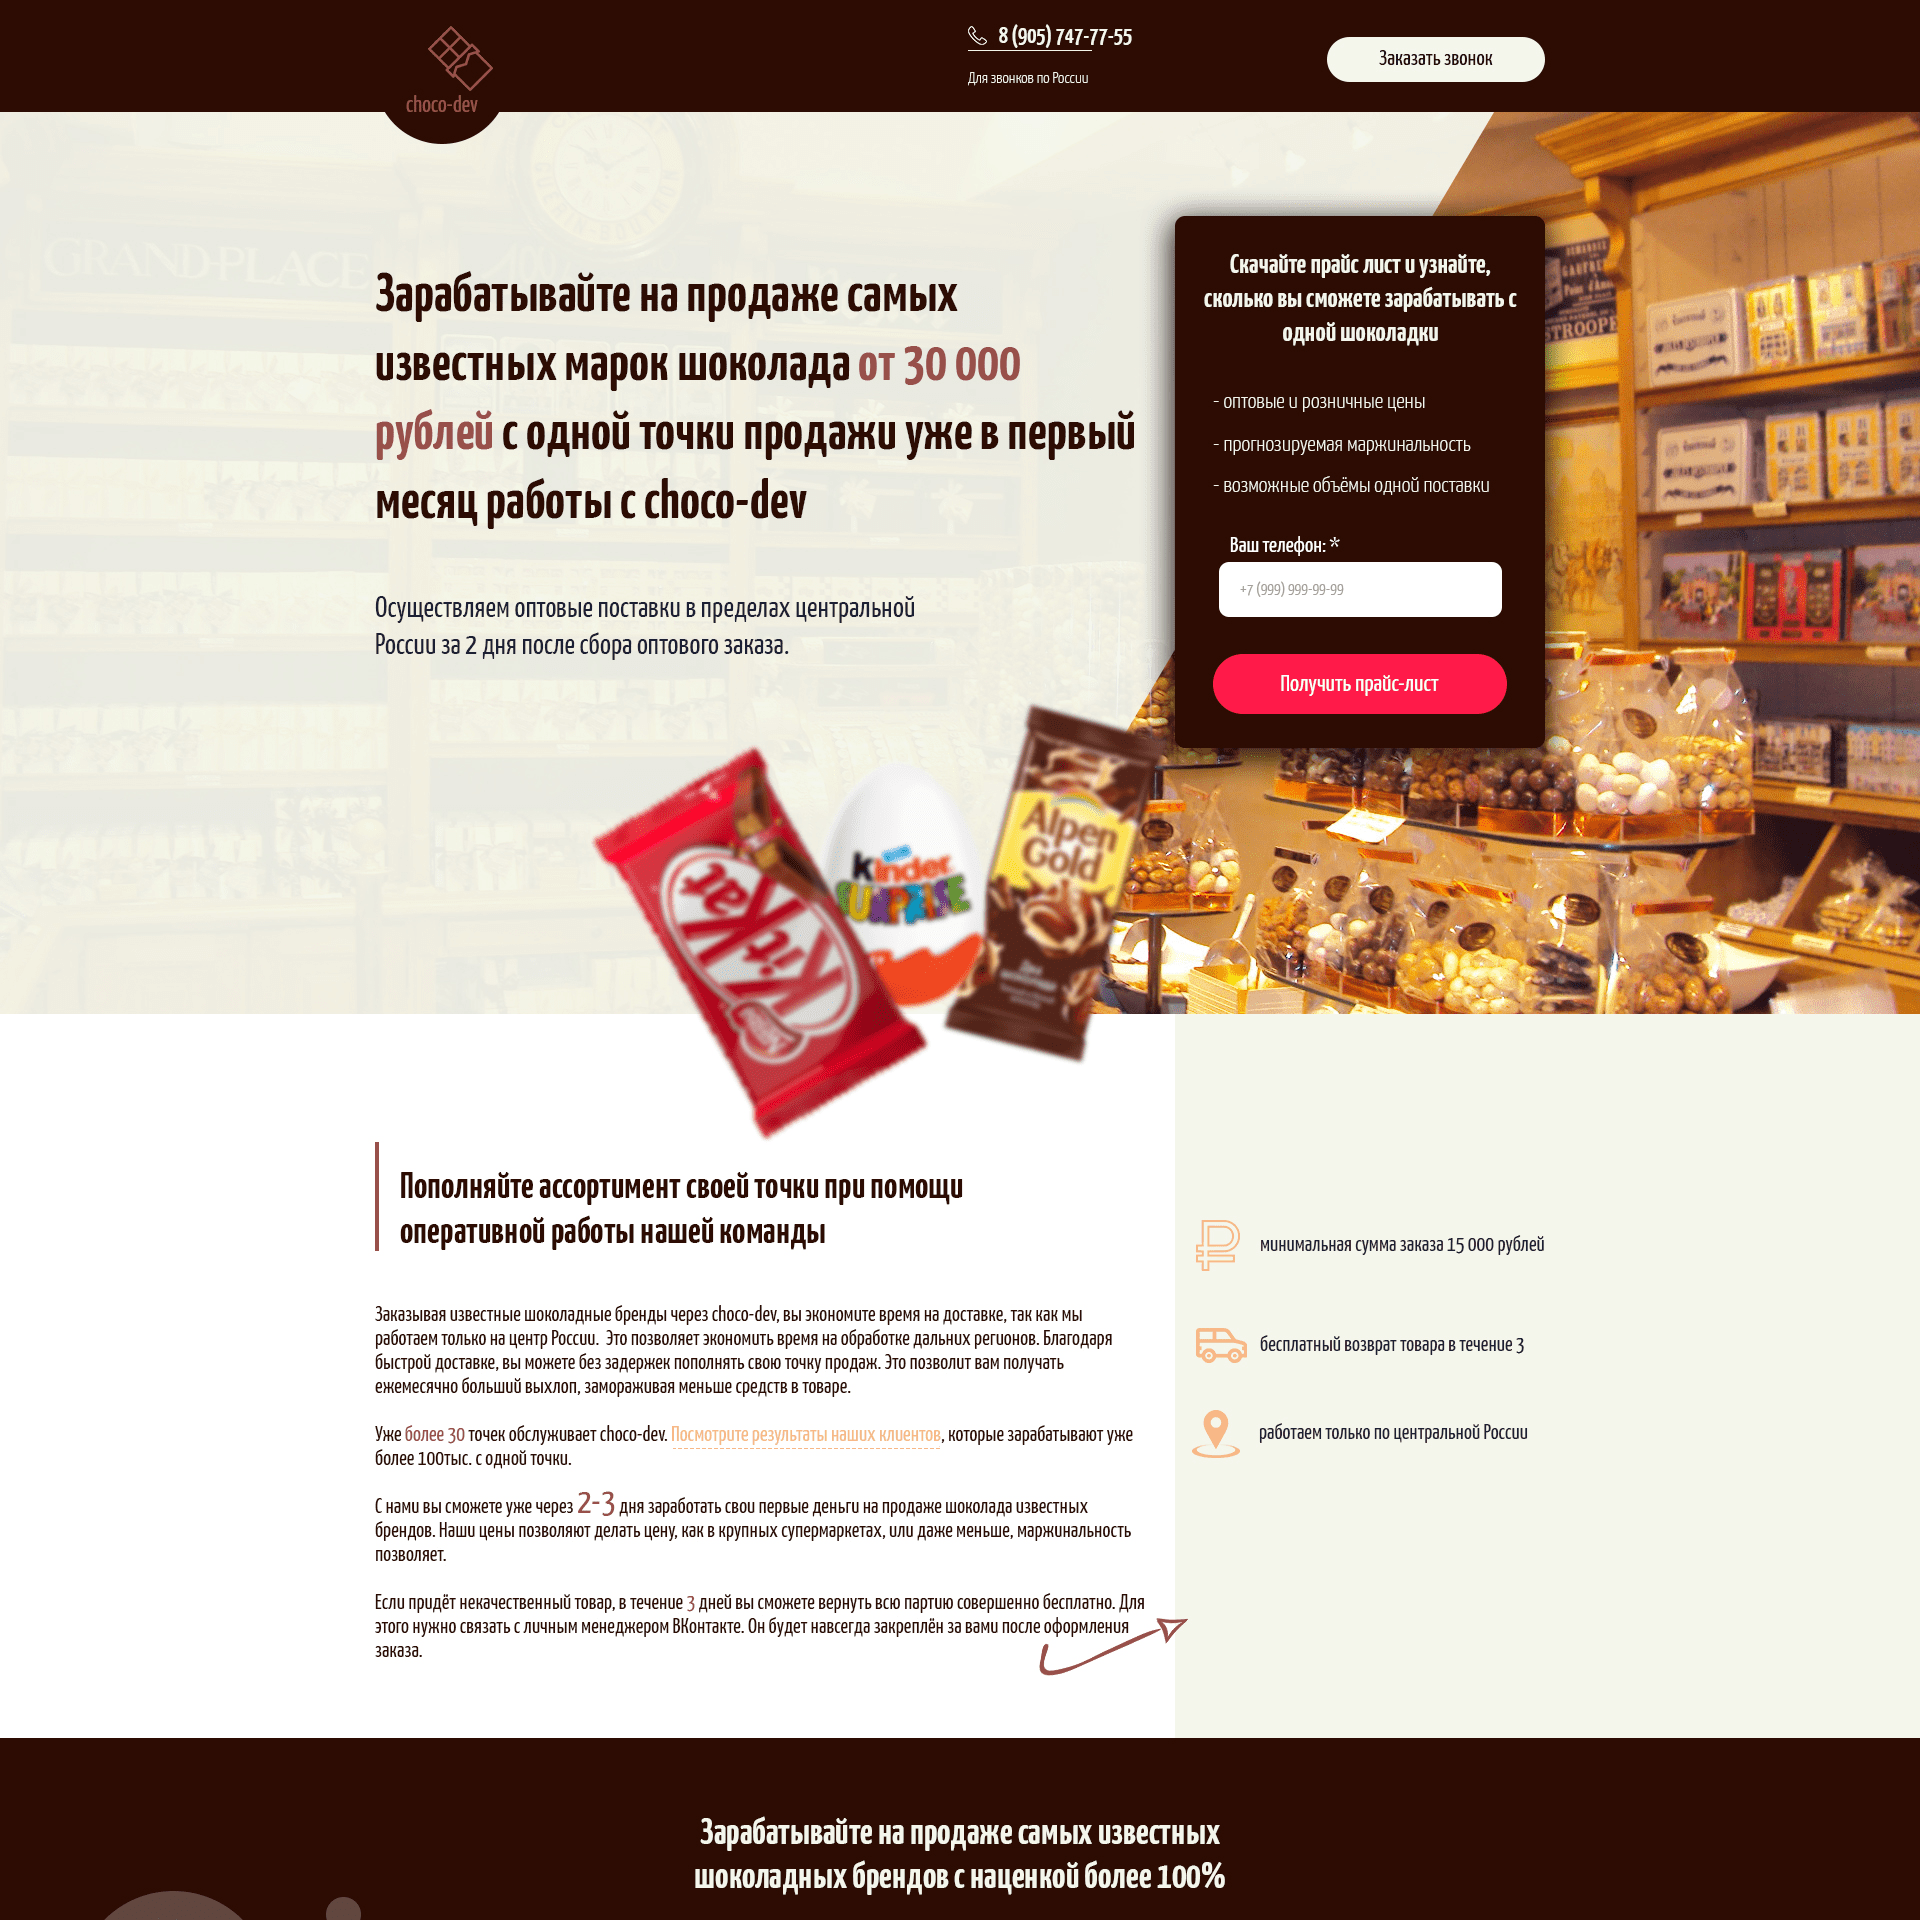 choco-dev
8 (905) 747-77-55
Для звонков по России
Заказать звонок
GRAND-PLACE
Зарабатывайте на продаже самых
известных марок шоколада от 30 000
рублей с одной точки продажи уже в первый
месяц работы с choco-dev
Осуществляем оптовые поставки в пределах центральной
России за 2 дня после сбора оптового заказа.
Скачайте прайс лист и узнайте,
сколько вы сможете зарабатывать с
одной шоколадки
- оптовые и розничные цены
- прогнозируемая маржинальность
- возможные объёмы одной поставки
Ваш телефон: *
+7 (999) 999-99-99
Получить прайс-лист
KitKat
Kinder
SURPRISE
Alpen
Gold
Пополняйте ассортимент своей точки при помощи
оперативной работы нашей команды
Заказывая известные шоколадные бренды через choco-dev, вы экономите время на доставке, так как мы
работаем только на центр России.  Это позволяет экономить время на обработке дальних регионов. Благодаря
быстрой доставке, вы можете без задержек пополнять свою точку продаж. Это позволит вам получать
ежемесячно больший выхлоп, замораживая меньше средств в товаре.
Уже более 30 точек обслуживает choco-dev. Посмотрите результаты наших клиентов, которые зарабатывают уже
более 100тыс. с одной точки.
С нами вы сможете уже через 2-3 дня заработать свои первые деньги на продаже шоколада известных
брендов. Наши цены позволяют делать цену, как в крупных супермаркетах, или даже меньше, маржинальность
позволяет.
Если придёт некачественный товар, в течение 3 дней вы сможете вернуть всю партию совершенно бесплатно. Для
этого нужно связать с личным менеджером ВКонтакте. Он будет навсегда закреплён за вами после оформления
заказа.
минимальная сумма заказа 15 000 рублей
бесплатный возврат товара в течение 3
работаем только по центральной России
Зарабатывайте на продаже самых известных
шоколадных брендов с наценкой более 100%